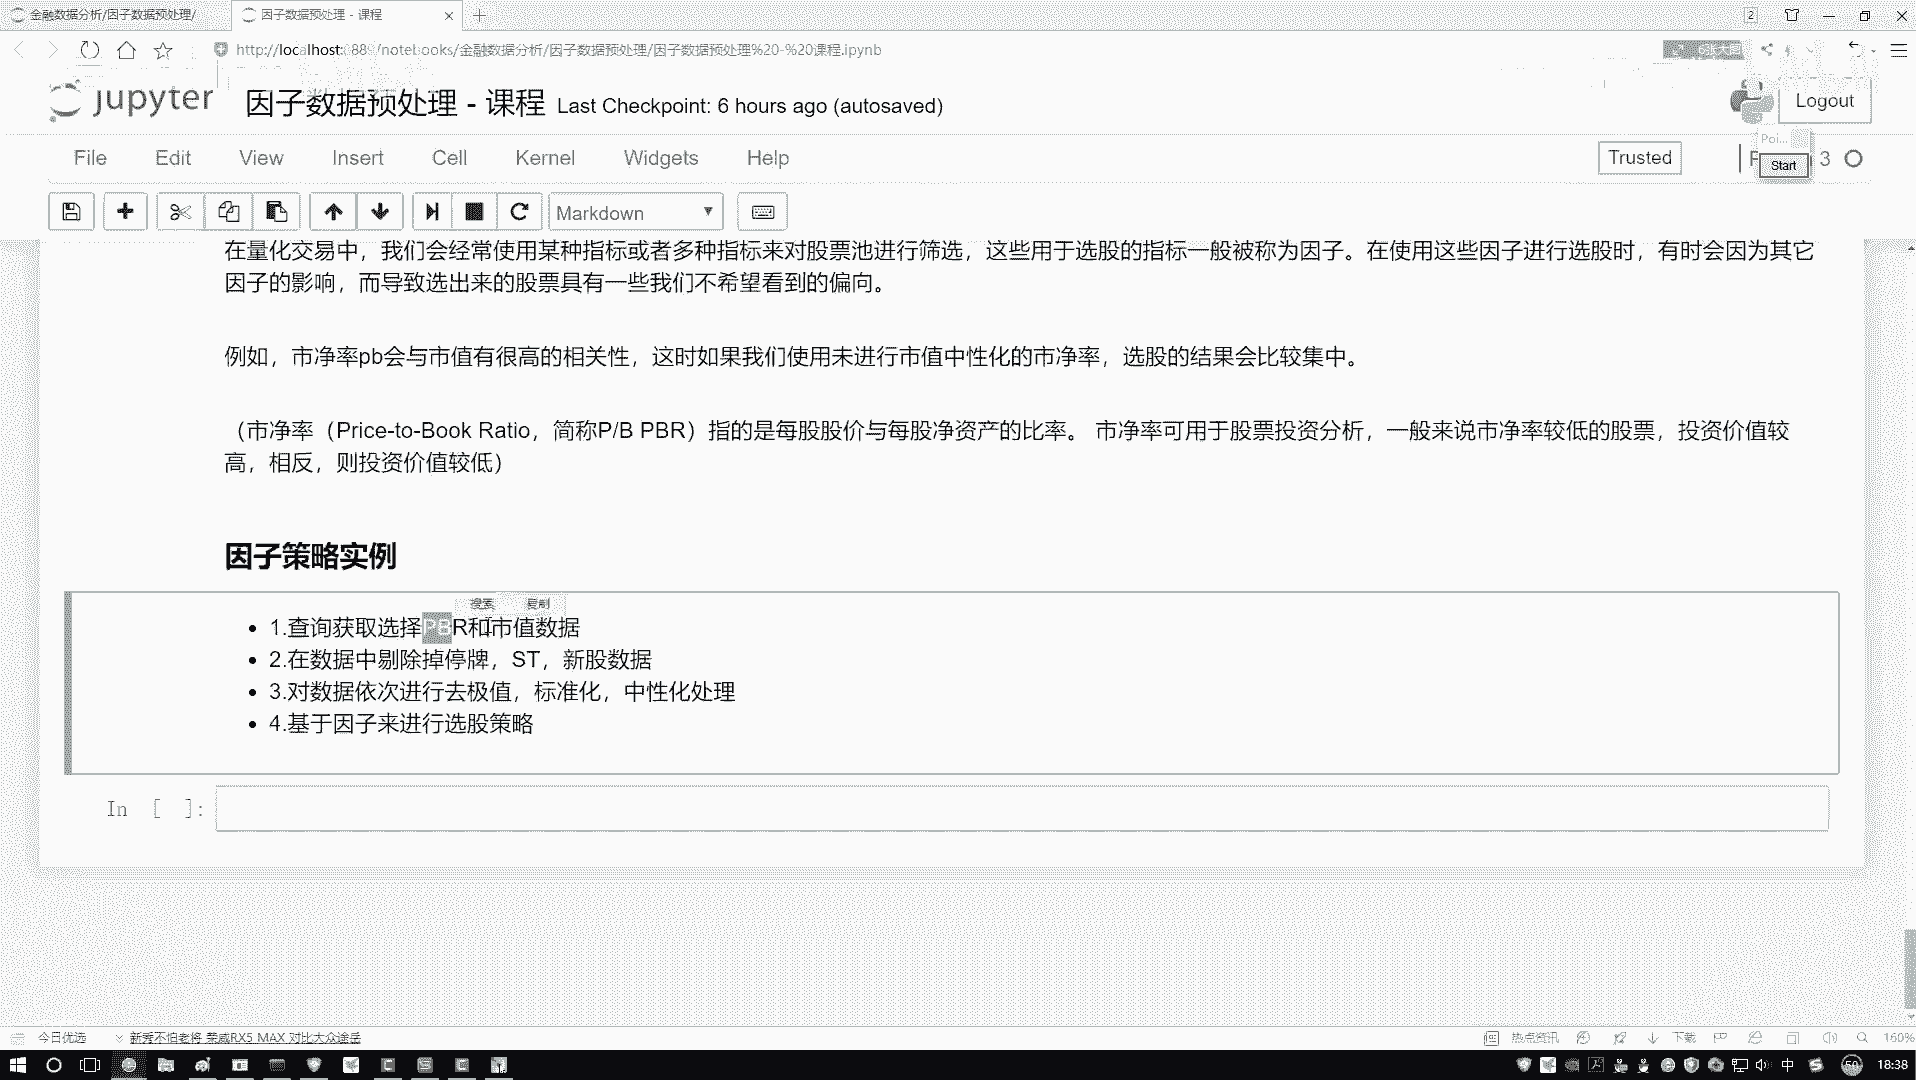 金融数据分析/因子数据预处理/
因子数据预处理 - 课程
2
http://localhost:888/notebooks/金融数据分析/因子数据预处理/因子数据预处理%20-%20课程.ipynb
6张大图
jupyter 因子数据预处理 - 课程 Last Checkpoint: 6 hours ago (autosaved)
Logout
File Edit View Insert Cell Kernel Widgets Help
Trusted
Poi...
Start
3
Markdown
在量化交易中，我们会经常使用某种指标或者多种指标来对股票池进行筛选，这些用于选股的指标一般被称为因子。在使用这些因子进行选股时，有时会因为其它
因子的影响，而导致选出来的股票具有一些我们不希望看到的偏向。
例如，市净率pb会与市值有很高的相关性，这时如果我们使用未进行市值中性化的市净率，选股的结果会比较集中。
（市净率（Price-to-Book Ratio，简称P/B PBR）指的是每股股价与每股净资产的比率。 市净率可用于股票投资分析，一般来说市净率较低的股票，投资价值较
高，相反，则投资价值较低）
因子策略实例
搜索 复制
1.查询获取选择PBR和市值数据
2.在数据中剔除掉停牌，ST，新股数据
3.对数据依次进行去极值，标准化，中性化处理
4.基于因子来进行选股策略
In [ ]:
今日优选
新秀不怕老将 荣威RX5 MAX 对比大众途岳
热点资讯
下载
160%
中
50
18:38